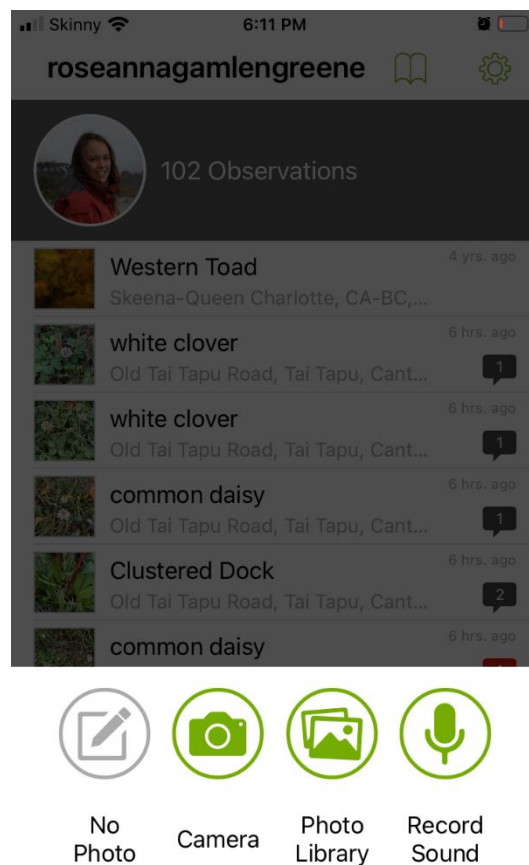 Skinny 6:11 PM
roseannagamlengreene
102 Observations
4 yrs. ago
Western Toad
Skeena-Queen Charlotte, CA-BC,...
6 hrs. ago
white clover
1
Old Tai Tapu Road, Tai Tapu, Cant...
6 hrs. ago
white clover
1
Old Tai Tapu Road, Tai Tapu, Cant...
6 hrs. ago
common daisy
1
Old Tai Tapu Road, Tai Tapu, Cant...
6 hrs. ago
Clustered Dock
2
Old Tai Tapu Road, Tai Tapu, Cant...
6 hrs. ago
common daisy
No Photo
Camera
Photo Library
Record Sound